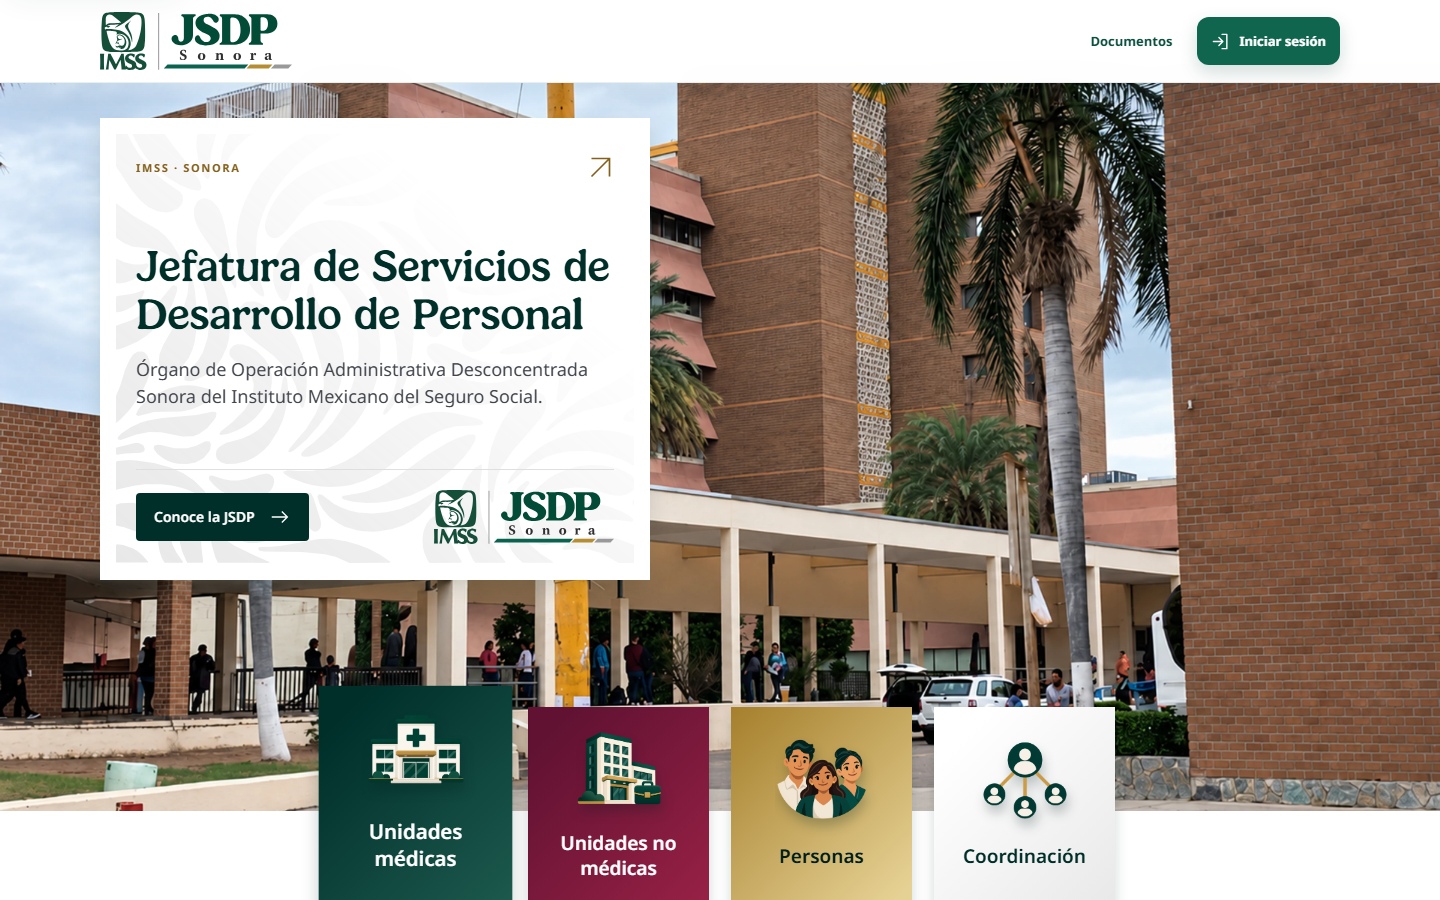 IMSS
JSDP
Sonora
Documentos
Iniciar sesión
IMSS · SONORA
Jefatura de Servicios de
Desarrollo de Personal
Órgano de Operación Administrativa Desconcentrada
Sonora del Instituto Mexicano del Seguro Social.
Conoce la JSDP
IMSS
JSDP
Sonora
Unidades
médicas
Unidades no
médicas
Personas
Coordinación